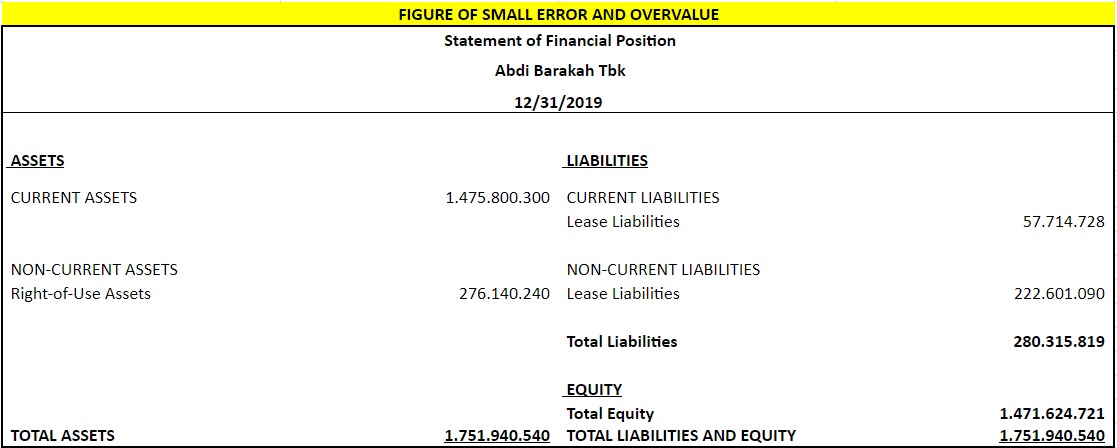 FIGURE OF SMALL ERROR AND OVERVALUE
Statement of Financial Position
Abdi Barakah Tbk
12/31/2019
ASSETS LIABILITIES
CURRENT ASSETS 1.475.800.300 CURRENT LIABILITIES
Lease Liabilities 57.714.728
NON-CURRENT ASSETS NON-CURRENT LIABILITIES
Right-of-Use Assets 276.140.240 Lease Liabilities 222.601.090
Total Liabilities 280.315.819
EQUITY
Total Equity 1.471.624.721
TOTAL ASSETS 1.751.940.540 TOTAL LIABILITIES AND EQUITY 1.751.940.540